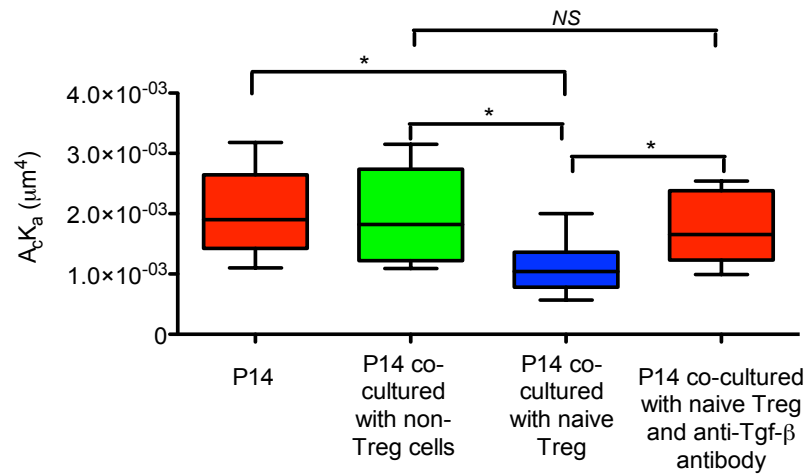 NS
*
4.0×10⁻⁰³
*
3.0×10⁻⁰³
*
2.0×10⁻⁰³
1.0×10⁻⁰³
0
AcKa (μm⁴)
P14
P14 co-
cultured
with non-
Treg cells
P14 co-
cultured
with naive
Treg
P14 co-cultured
with naive Treg
and anti-Tgf-β
antibody